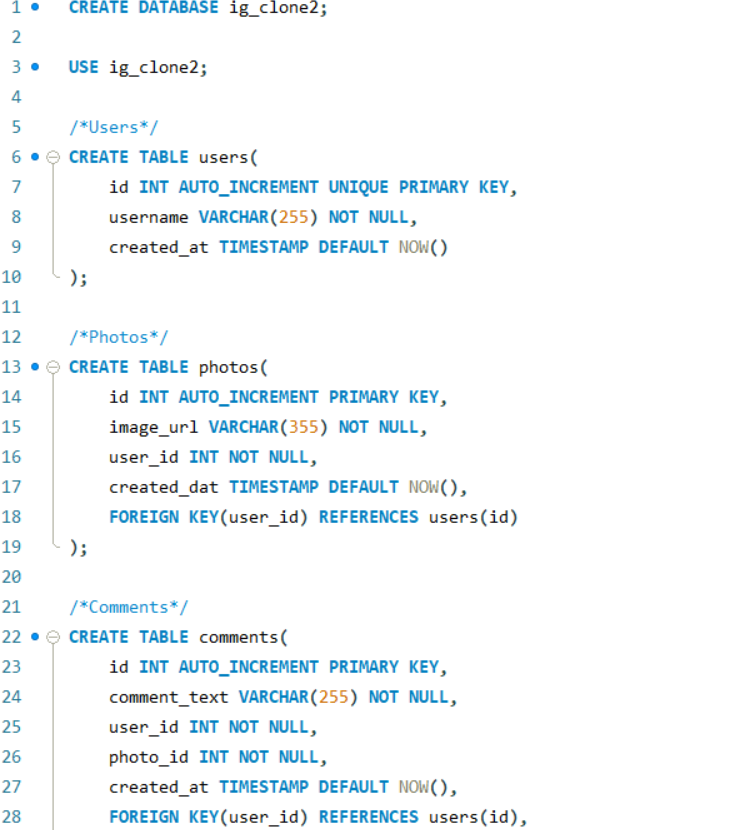 1 CREATE DATABASE ig_clone2;
2
3 USE ig_clone2;
4
5 /*Users*/
6 CREATE TABLE users(
7 id INT AUTO_INCREMENT UNIQUE PRIMARY KEY,
8 username VARCHAR(255) NOT NULL,
9 created_at TIMESTAMP DEFAULT NOW()
10 );
11
12 /*Photos*/
13 CREATE TABLE photos(
14 id INT AUTO_INCREMENT PRIMARY KEY,
15 image_url VARCHAR(355) NOT NULL,
16 user_id INT NOT NULL,
17 created_dat TIMESTAMP DEFAULT NOW(),
18 FOREIGN KEY(user_id) REFERENCES users(id)
19 );
20
21 /*Comments*/
22 CREATE TABLE comments(
23 id INT AUTO_INCREMENT PRIMARY KEY,
24 comment_text VARCHAR(255) NOT NULL,
25 user_id INT NOT NULL,
26 photo_id INT NOT NULL,
27 created_at TIMESTAMP DEFAULT NOW(),
28 FOREIGN KEY(user_id) REFERENCES users(id),